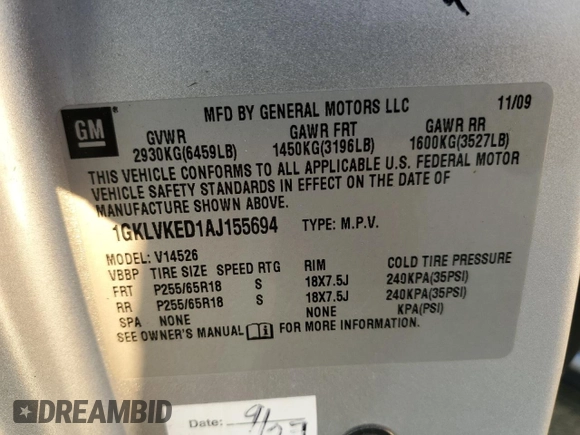 GM
MFD BY GENERAL MOTORS LLC 11/09
GVWR GAWR FRT GAWR RR
2930KG(6459LB) 1450KG(3196LB) 1600KG(3527LB)
THIS VEHICLE CONFORMS TO ALL APPLICABLE U.S. FEDERAL MOTOR
VEHICLE SAFETY STANDARDS IN EFFECT ON THE DATE OF
MANUFACTURE SHOWN ABOVE.
1GKLVKED1AJ155694 TYPE: M.P.V.
MODEL: V14526
VBBP TIRE SIZE SPEED RTG RIM COLD TIRE PRESSURE
FRT P255/65R18 S 18X7.5J 240KPA(35PSI)
RR P255/65R18 S 18X7.5J 240KPA(35PSI)
SPA NONE NONE KPA(PSI)
SEE OWNER'S MANUAL FOR MORE INFORMATION.
DREAMBID
Date: